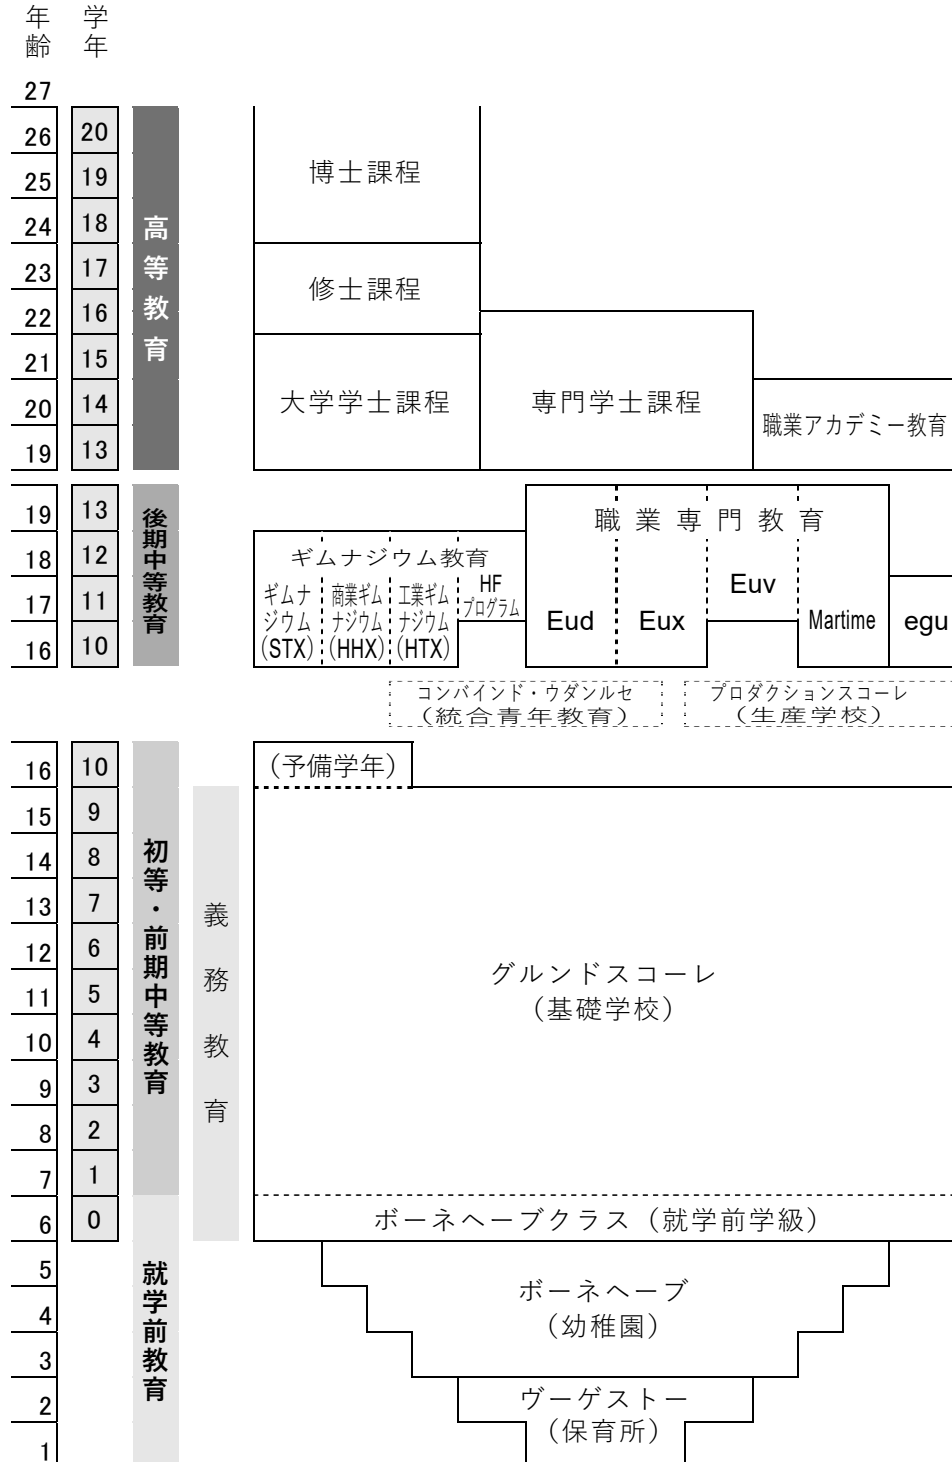 年齢
学年
27
26 20
25 19
24 18
23 17
22 16
21 15
20 14
19 13
高等教育
博士課程
修士課程
大学学士課程
専門学士課程
職業アカデミー教育
19 13
18 12
17 11
16 10
後期中等教育
職業専門教育
ギムナジウム教育
ギムナ
ジウム
(STX)
商業ギム
ナジウム
(HHX)
工業ギム
ナジウム
(HTX)
HF
プログラム
Eud
Eux
Euv
Martime
egu
コンバインド・ウダンルセ
（統合青年教育）
プロダクションスコーレ
（生産学校）
16 10
15 9
14 8
13 7
12 6
11 5
10 4
9 3
8 2
7 1
6 0
5
4
3
2
1
初等・前期中等教育
就学前教育
義務教育
（予備学年）
グルンドスコーレ
（基礎学校）
ボーネヘーブクラス（就学前学級）
ボーネヘーブ
（幼稚園）
ヴーゲストー
（保育所）